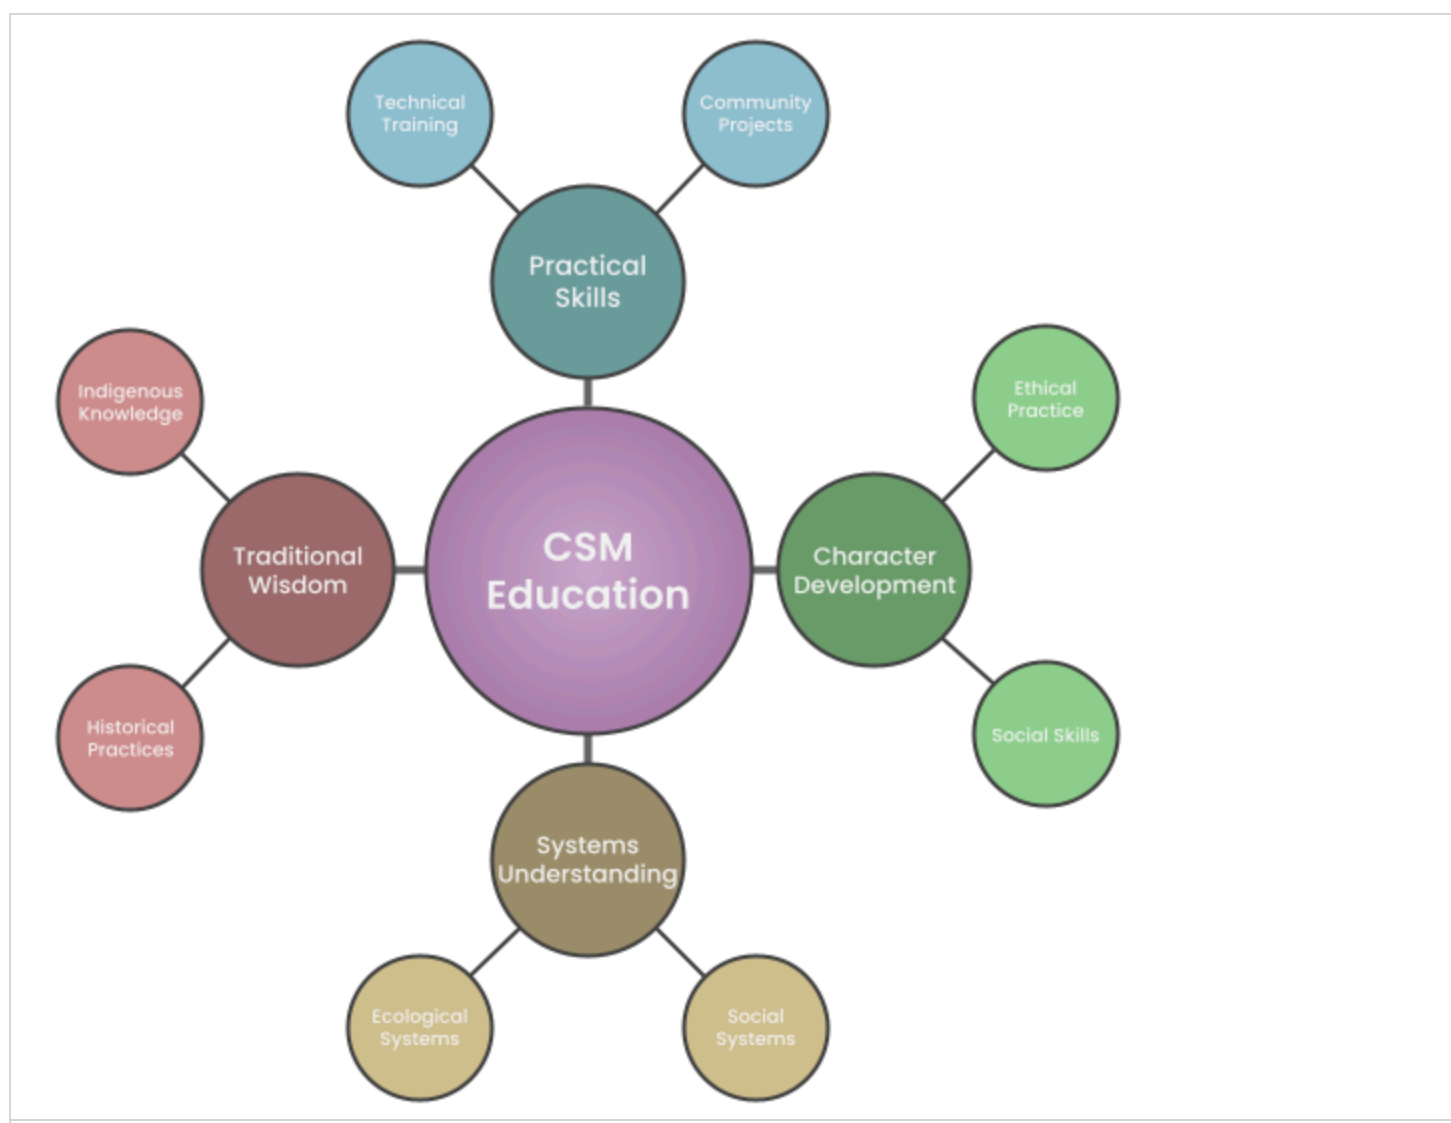 Technical
Training
Community
Projects
Practical
Skills
Indigenous
Knowledge
Ethical
Practice
Traditional
Wisdom
CSM
Education
Character
Development
Historical
Practices
Social Skills
Systems
Understanding
Ecological
Systems
Social
Systems